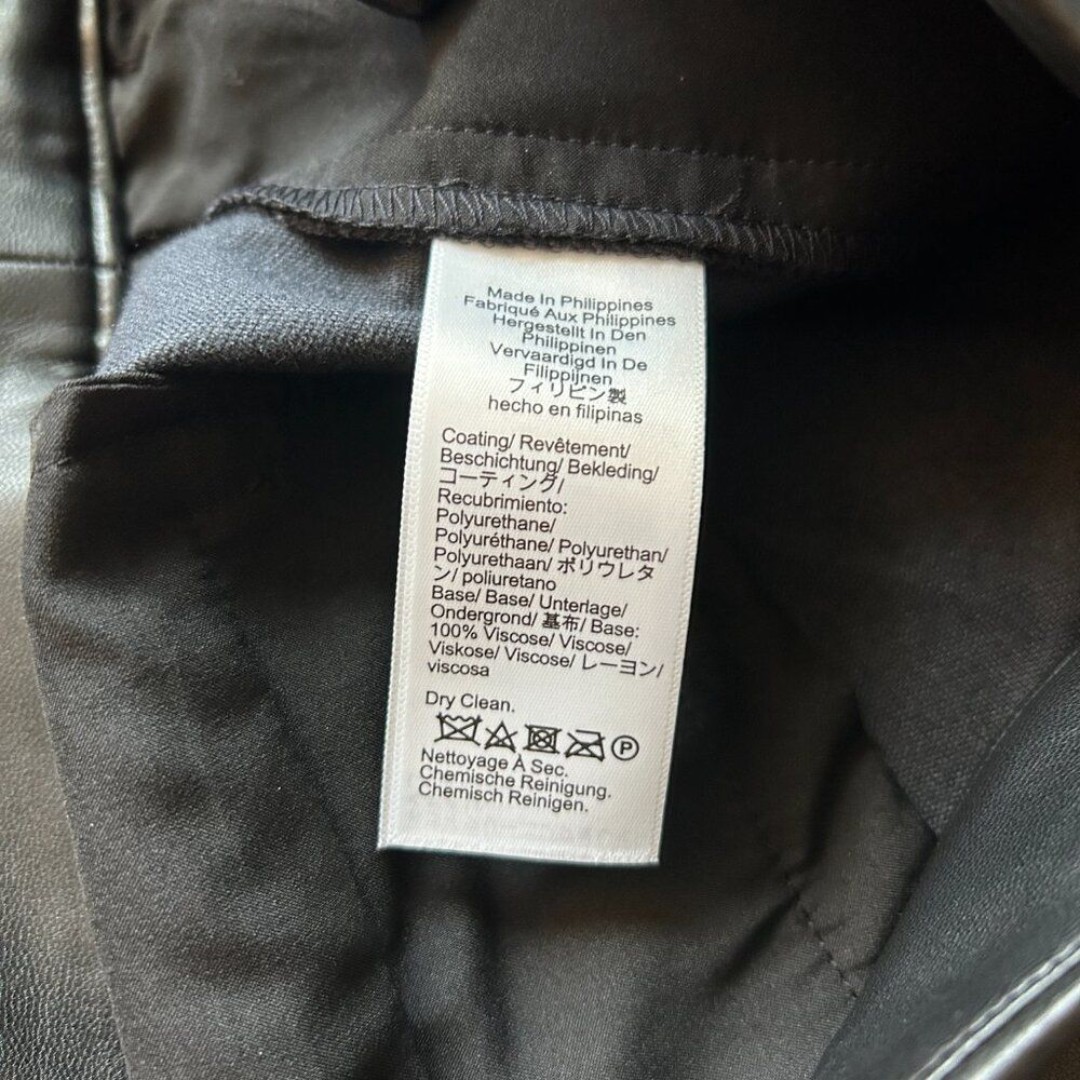 Made In Philippines
Fabriqué Aux Philippines
Hergestellt In Den
Philippinen
Vervaardigd In De
Filippijnen
フィリピン製
hecho en filipinas
Coating/ Revêtement/
Beschichtung/ Bekleding/
コーティング/
Recubrimiento:
Polyurethane/
Polyuréthane/ Polyurethan/
Polyurethaan/ ポリウレタ
ン/ poliuretano
Base/ Base/ Unterlage/
Ondergrond/ 基布/ Base:
100% Viscose/ Viscose/
Viskose/ Viscose/ レーヨン/
viscosa
Dry Clean.
P
Nettoyage À Sec.
Chemische Reinigung.
Chemisch Reinigen.